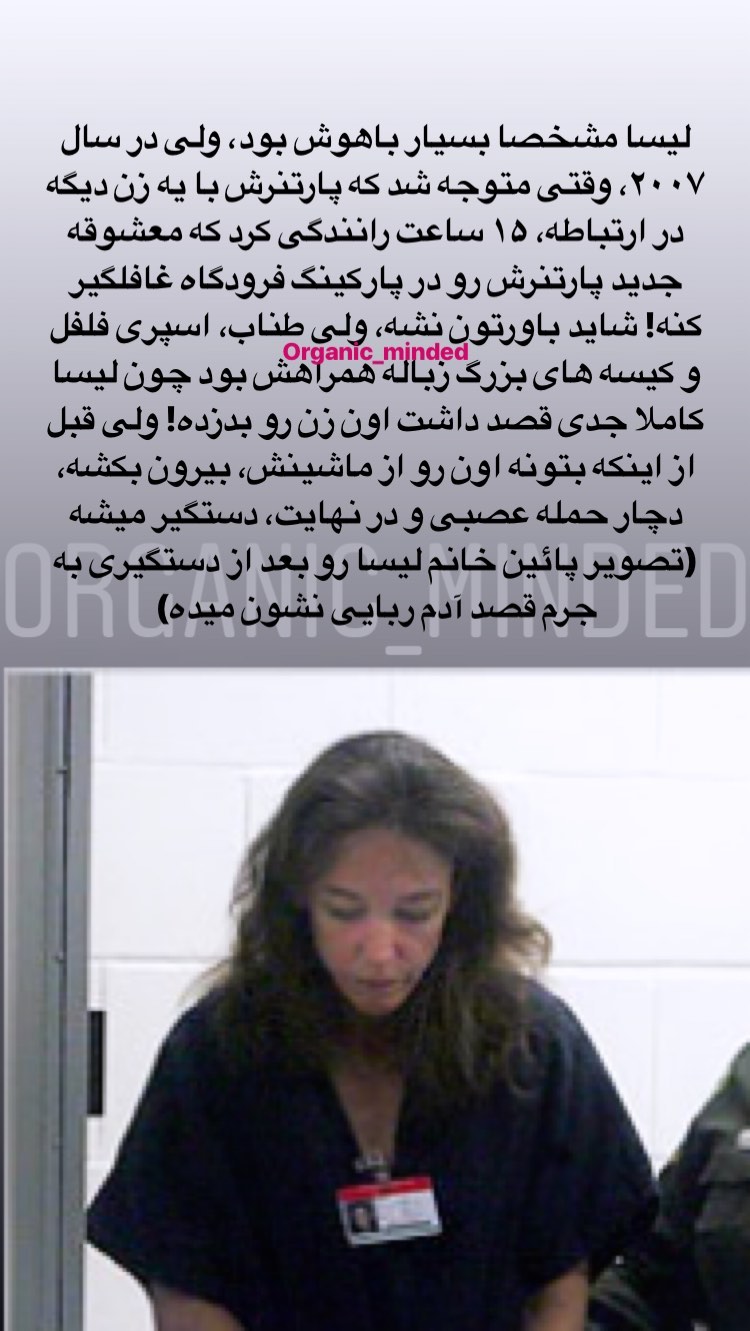 لیسا مشخصا بسیار باهوش بود، ولی در سال
۲۰۰۷، وقتی متوجه شد که پارتنرش با یه زن دیگه
در ارتباطه، ۱۵ ساعت رانندگی کرد که معشوقه
جدید پارتنرش رو در پارکینگ فرودگاه غافلگیر
کنه! شاید باورتون نشه، ولی طناب، اسپری فلفل
Organic_minded
و کیسه های بزرگ زباله همراهش بود چون لیسا
کاملا جدی قصد داشت اون زن رو بدزده! ولی قبل
از اینکه بتونه اون رو از ماشینش، بیرون بکشه،
دچار حمله عصبی و در نهایت، دستگیر میشه
(تصویر پائین خانم لیسا رو بعد از دستگیری به
جرم قصد آدم ربایی نشون میده)
ORGANIC_MINDED